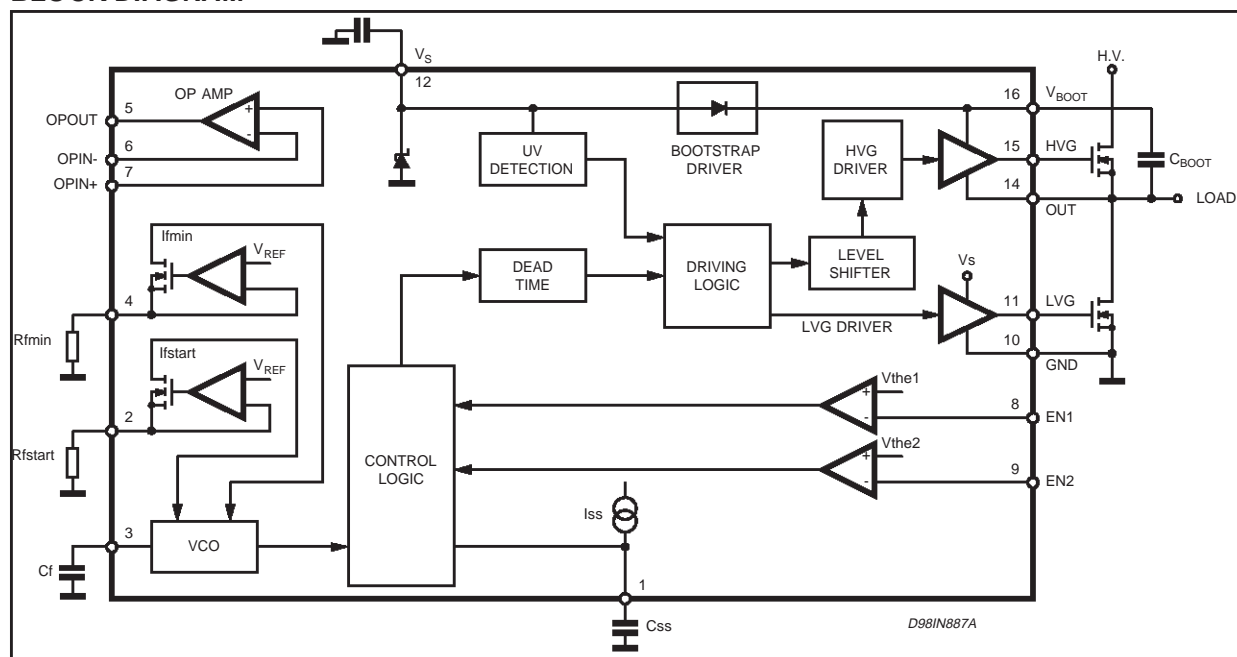 VS
12
H.V.
OP AMP
5
OPOUT
+
-
6
OPIN-
7
OPIN+
16
VBOOT
UV
DETECTION
BOOTSTRAP
DRIVER
HVG
DRIVER
15
HVG
CBOOT
14
OUT
LOAD
Ifmin
VREF
4
Rfmin
DEAD
TIME
DRIVING
LOGIC
LEVEL
SHIFTER
Vs
11
LVG
LVG DRIVER
10
GND
Ifstart
VREF
2
Rfstart
CONTROL
LOGIC
Vthe1
+
-
8
EN1
Vthe2
+
-
9
EN2
Iss
3
VCO
Cf
1
Css
D98IN887A